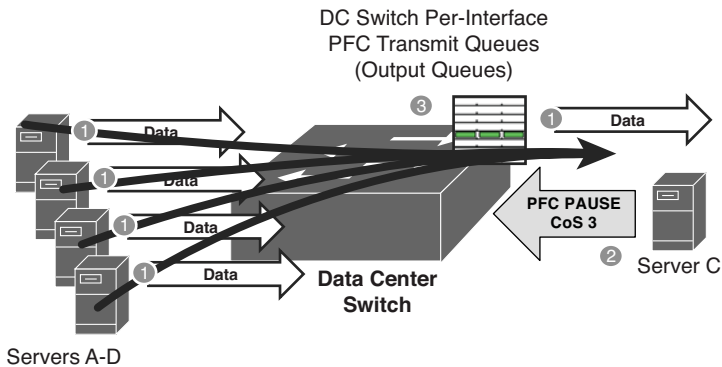 DC Switch Per-Interface
PFC Transmit Queues
(Output Queues)
3
1
Data
1
Data
1
Data
1
Data
1
Data
PFC PAUSE
CoS 3
2
Server C
Data Center
Switch
Servers A-D